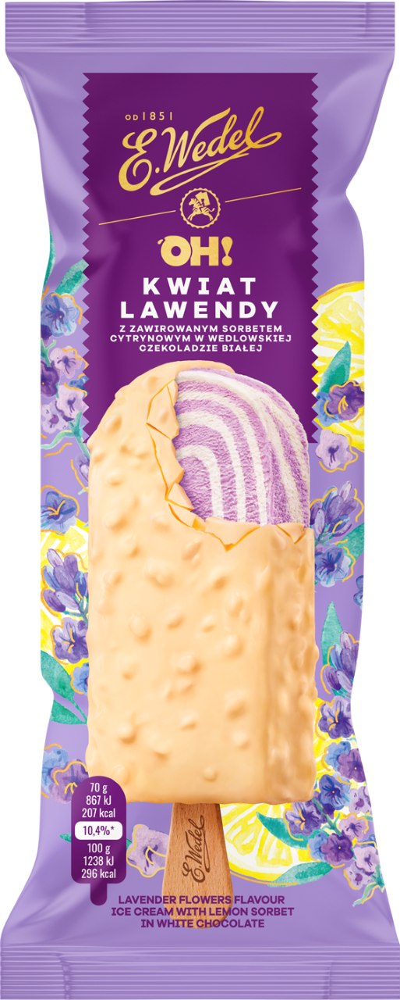 OD 1851
E.Wedel
OH!
KWIAT
LAWENDY
Z ZAWIROWANYM SORBETEM
CYTRYNOWYM W WEDLOWSKIEJ
CZEKOLADZIE BIAŁEJ
70 g
867 kJ
207 kcal
10,4%*
100 g
1238 kJ
296 kcal
E.Wedel
LAVENDER FLOWERS FLAVOUR
ICE CREAM WITH LEMON SORBET
IN WHITE CHOCOLATE